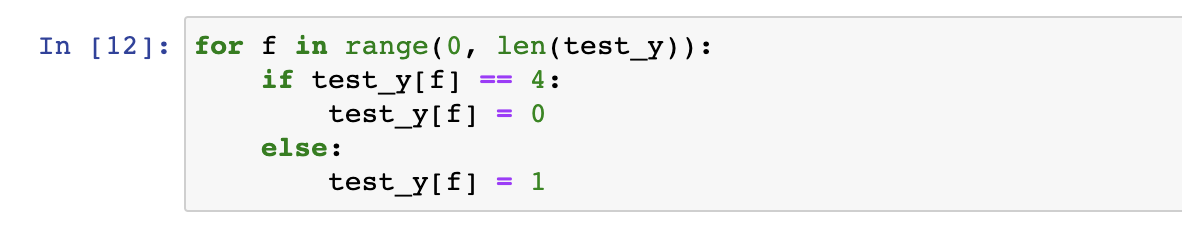 In [12]: for f in range(0, len(test_y)):
    if test_y[f] == 4:
        test_y[f] = 0
    else:
        test_y[f] = 1